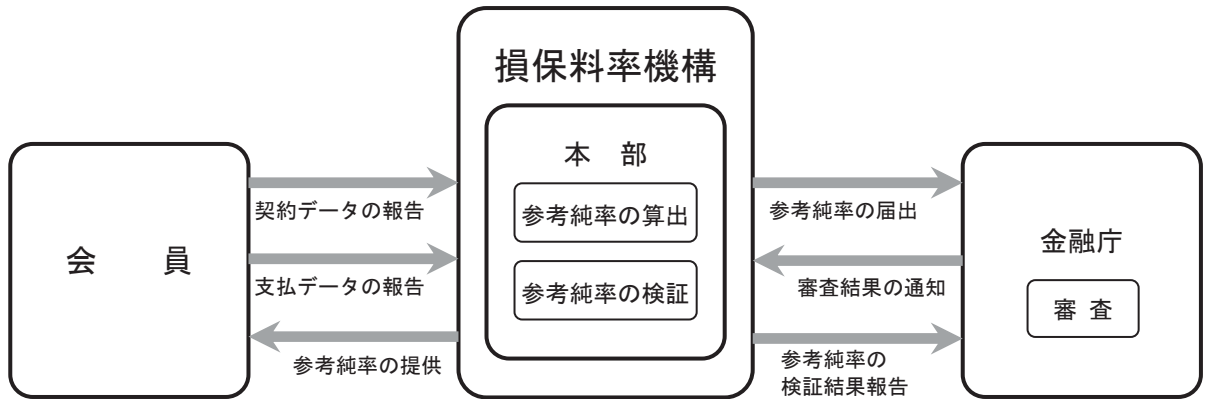 損保料率機構
本 部
参考純率の算出
参考純率の検証
会 員
契約データの報告
支払データの報告
参考純率の提供
参考純率の届出
審査結果の通知
参考純率の
検証結果報告
金融庁
審 査